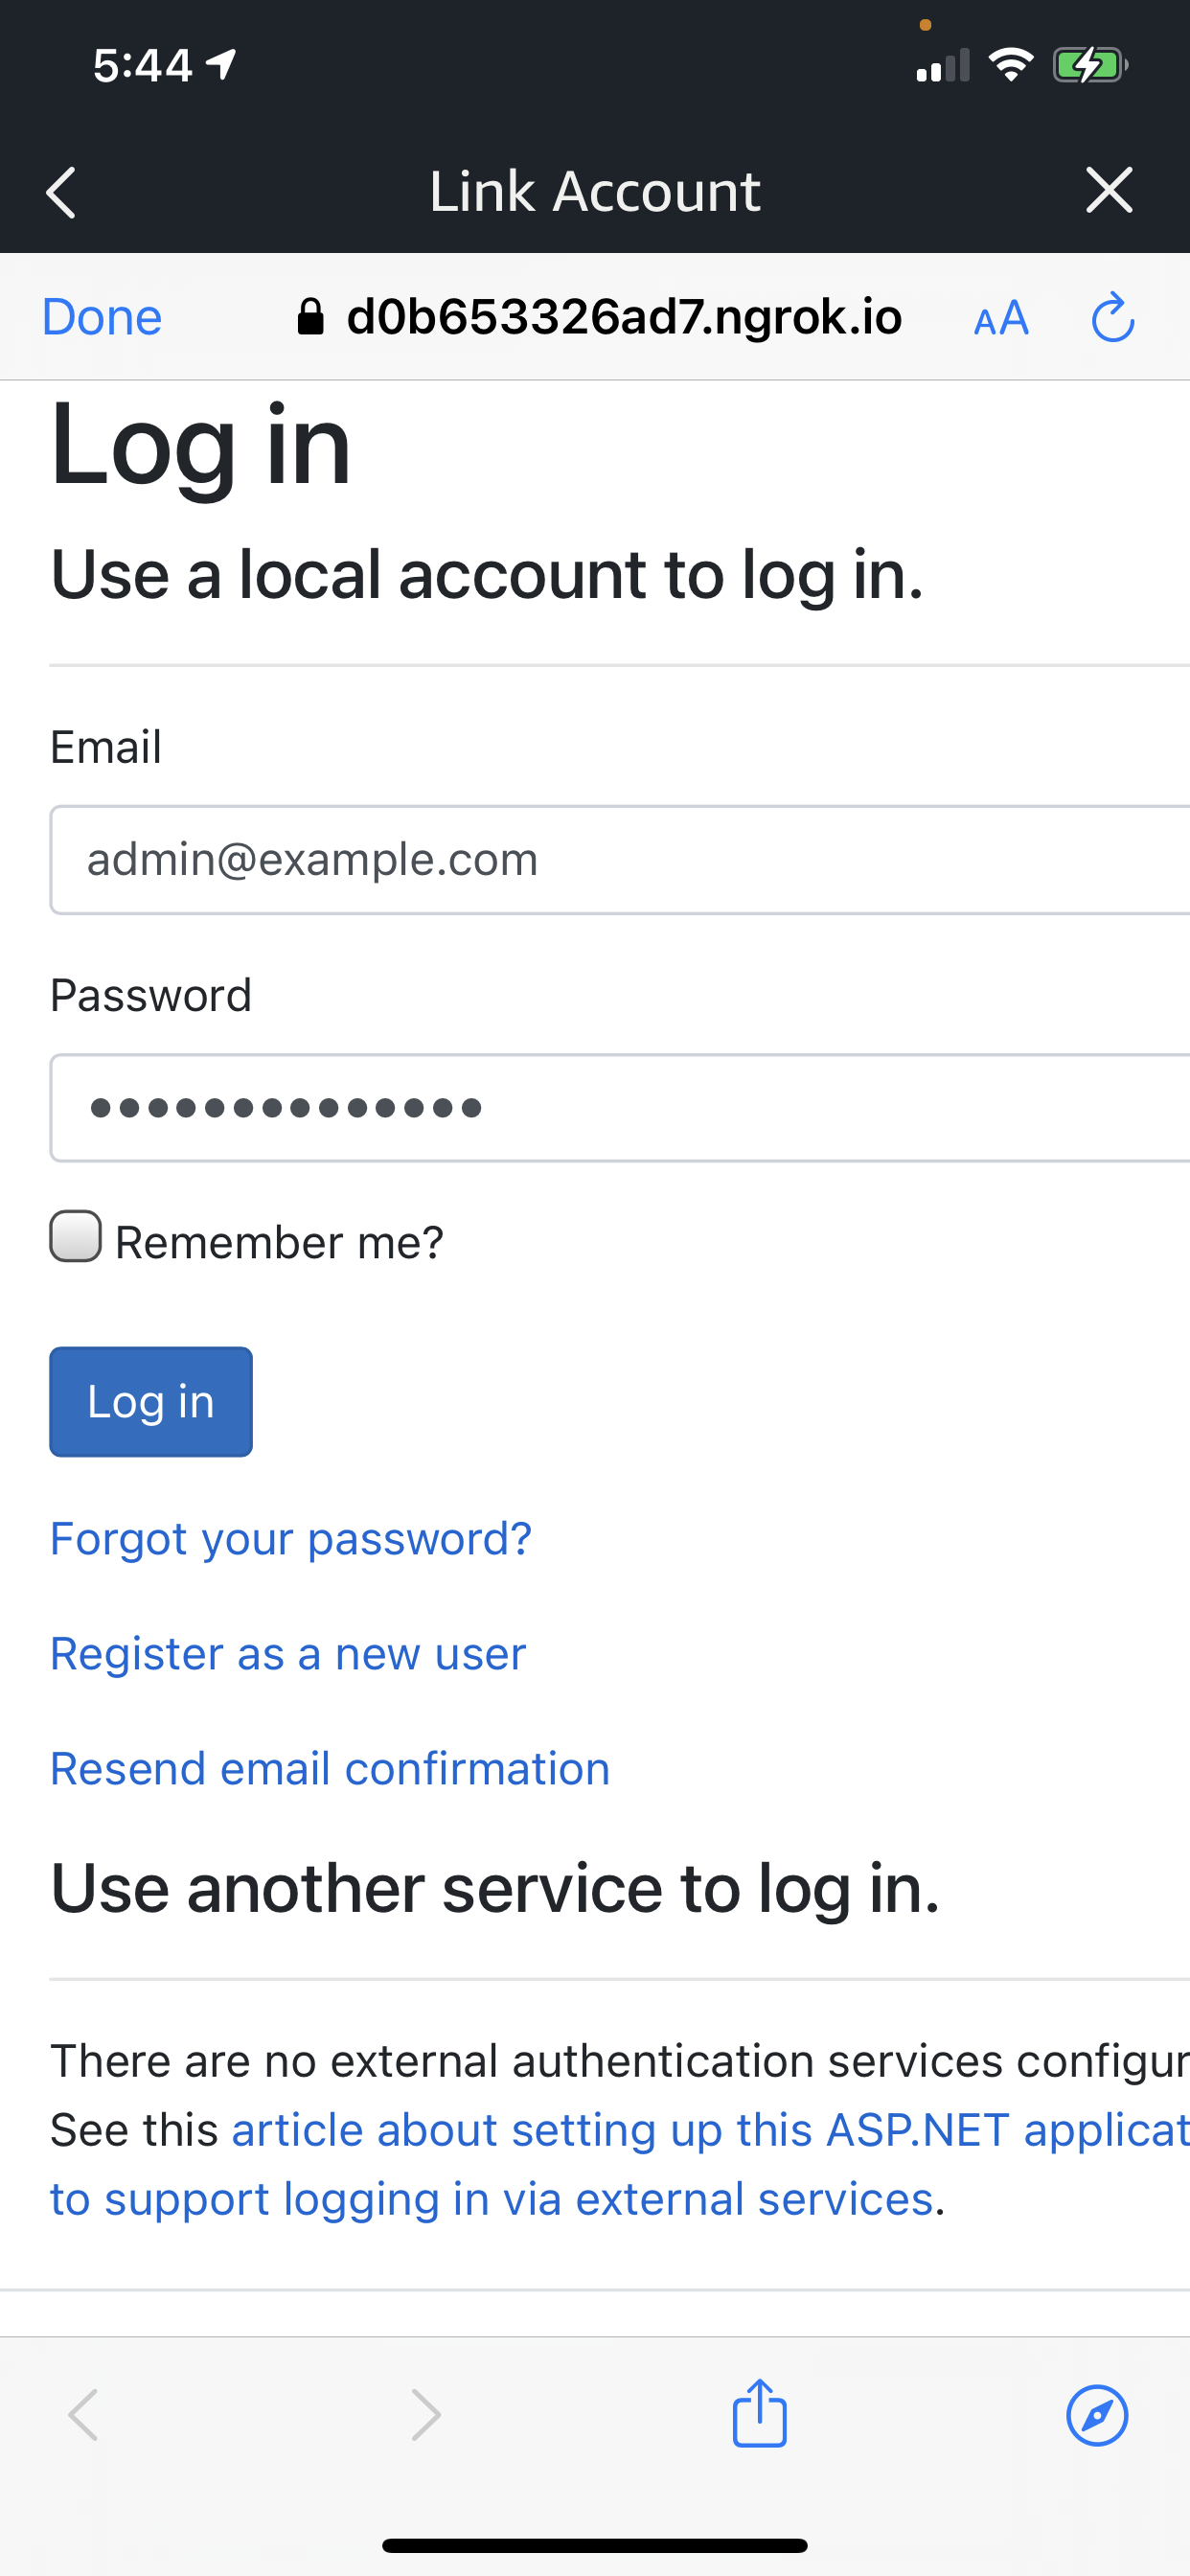 5:44
Link Account
Done d0b653326ad7.ngrok.io AA
Log in
Use a local account to log in.
Email
admin@example.com
Password
••••••••••••••
Remember me?
Log in
Forgot your password?
Register as a new user
Resend email confirmation
Use another service to log in.
There are no external authentication services configur
See this article about setting up this ASP.NET applicat
to support logging in via external services.